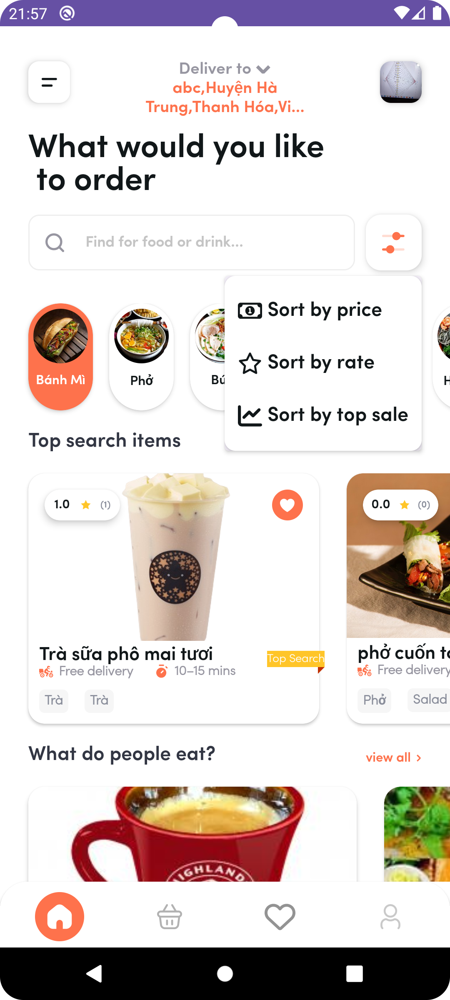 21:57
Deliver to
abc,Huyện Hà
Trung,Thanh Hóa,Vi...
What would you like
to order
Find for food or drink...
Sort by price
Sort by rate
Sort by top sale
Bánh Mì
Phở
Top search items
1.0 (1)
0.0 (0)
Trà sữa phô mai tươi
Top Search
Free delivery
10–15 mins
Trà
Trà
phở cuốn
Free delivery
Phở
Salad
What do people eat?
view all
HIGHLAND